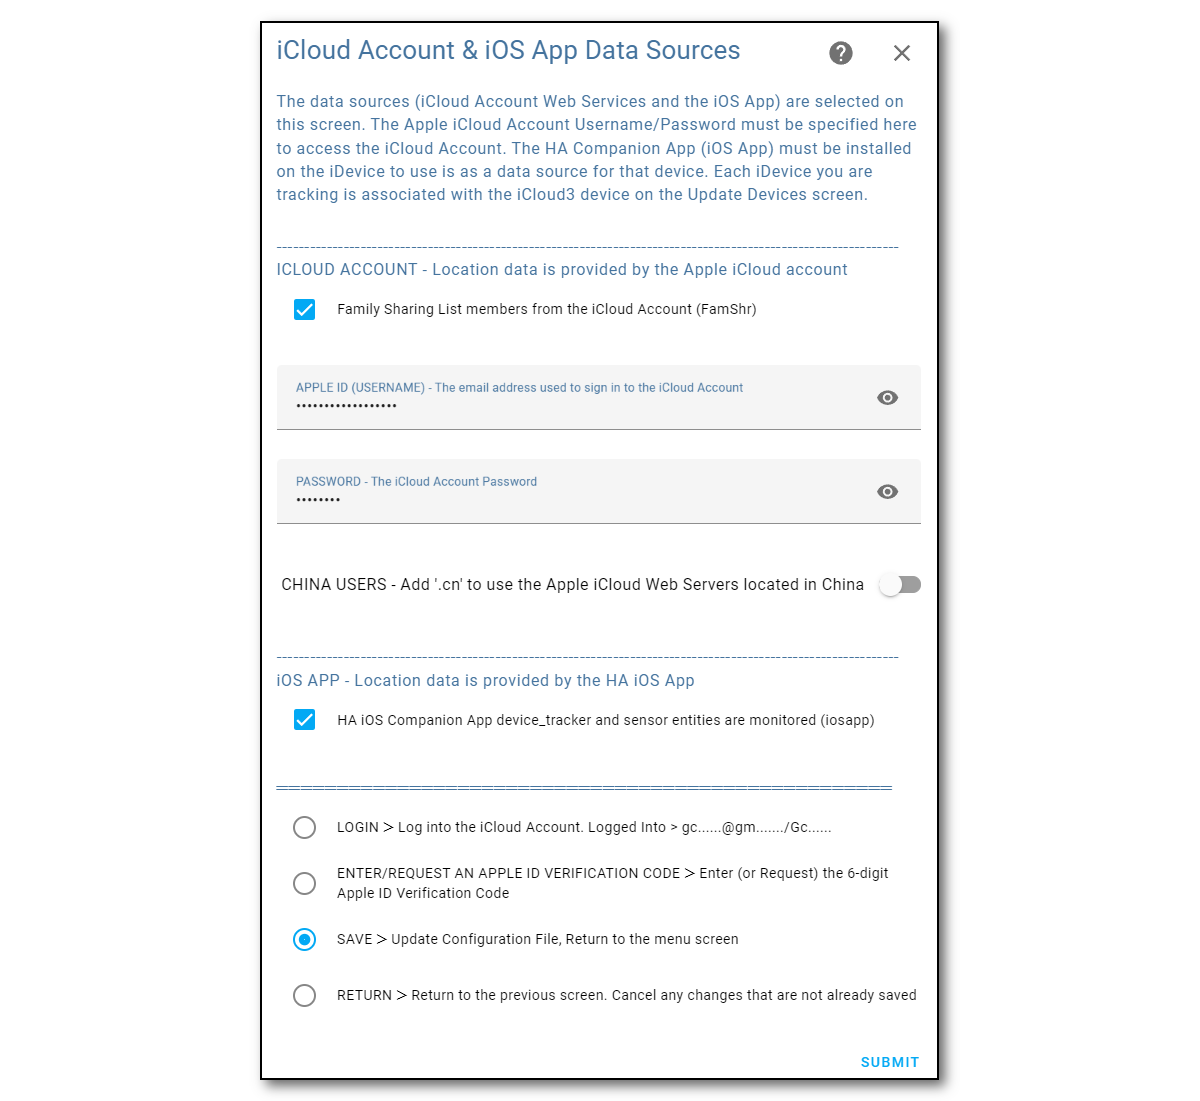 iCloud Account & iOS App Data Sources
The data sources (iCloud Account Web Services and the iOS App) are selected on
this screen. The Apple iCloud Account Username/Password must be specified here
to access the iCloud Account. The HA Companion App (iOS App) must be installed
on the iDevice to use is as a data source for that device. Each iDevice you are
tracking is associated with the iCloud3 device on the Update Devices screen.
ICLOUD ACCOUNT - Location data is provided by the Apple iCloud account
Family Sharing List members from the iCloud Account (FamShr)
APPLE ID (USERNAME) - The email address used to sign in to the iCloud Account
••••••••••••••••••
PASSWORD - The iCloud Account Password
••••••••
CHINA USERS - Add '.cn' to use the Apple iCloud Web Servers located in China
iOS APP - Location data is provided by the HA iOS App
HA iOS Companion App device_tracker and sensor entities are monitored (iosapp)
LOGIN > Log into the iCloud Account. Logged Into > gc......@gm......./Gc......
ENTER/REQUEST AN APPLE ID VERIFICATION CODE > Enter (or Request) the 6-digit
Apple ID Verification Code
SAVE > Update Configuration File, Return to the menu screen
RETURN > Return to the previous screen. Cancel any changes that are not already saved
SUBMIT